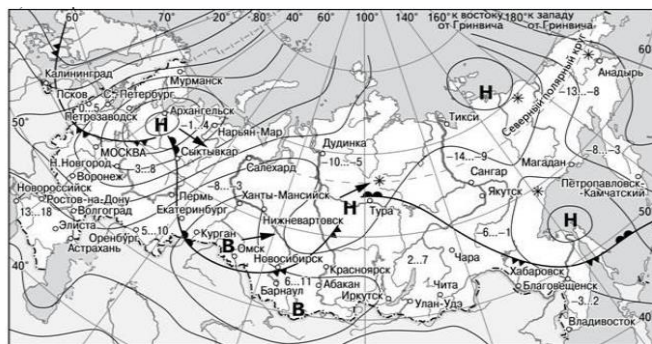 60° 70° 20° 80° 100° 120° 140° 160° к востоку 180° к западу
от Гринвича от Гринвича
60
Северный полярный круг
Калининград
Мурманск
Анадырь
Псков С.-Петербург
–13...–8
0...5
Архангельск
Петрозаводск
Н
–1...4
Нарьян-Мар
Н
Тикси
50°
МОСКВА
Сыктывкар
Дудинка
–10...–5
–8...–3
Н.Новгород
3...8
Салехард
–14...–9
Магадан
Воронеж
Сангар
Новороссийск
Пермь
–8...–3
Ханты-Мансийск
Якутск
Петропавловск-
Камчатский
Ростов-на-Дону
Екатеринбург
Нижневартовск
Н
Тура
13...18
Волгоград
Курган
–6...–1
Н
50
Элиста
5...10
В
Омск
Оренбург
Новосибирск
Чара
Астрахань
Красноярск
2...7
Хабаровск
40°
6...11
Абакан
Чита
Благовещенск
Барнаул
Иркутск
Улан-Удэ
–3...2
В
40
Владивосток